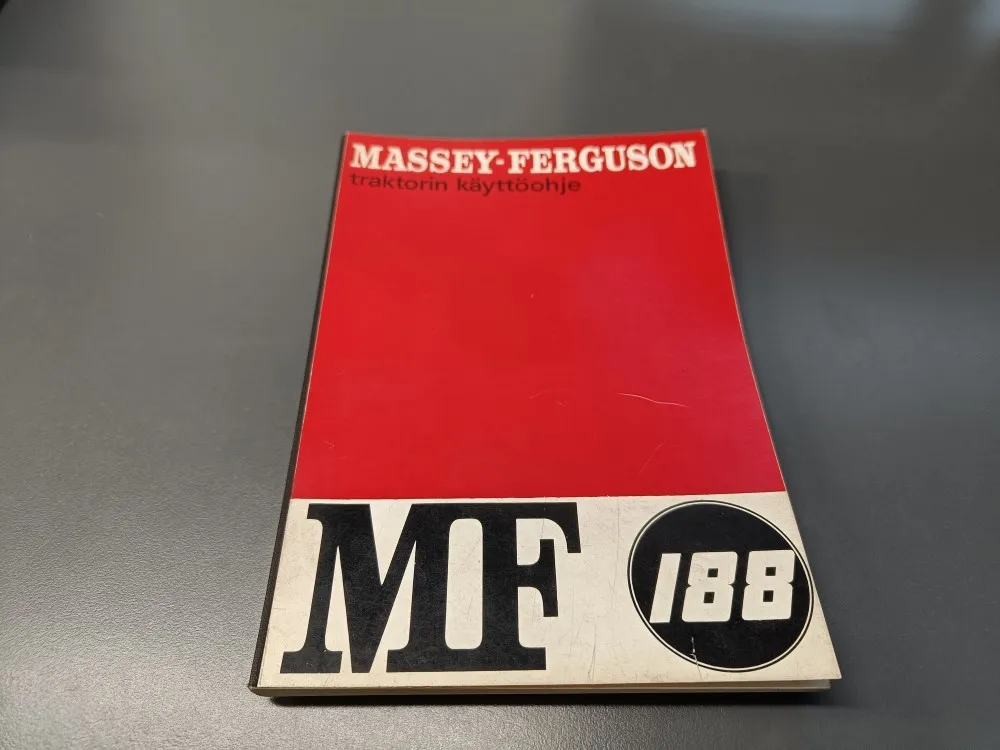 MASSEY-FERGUSON
traktorin käyttöohje
MF 188